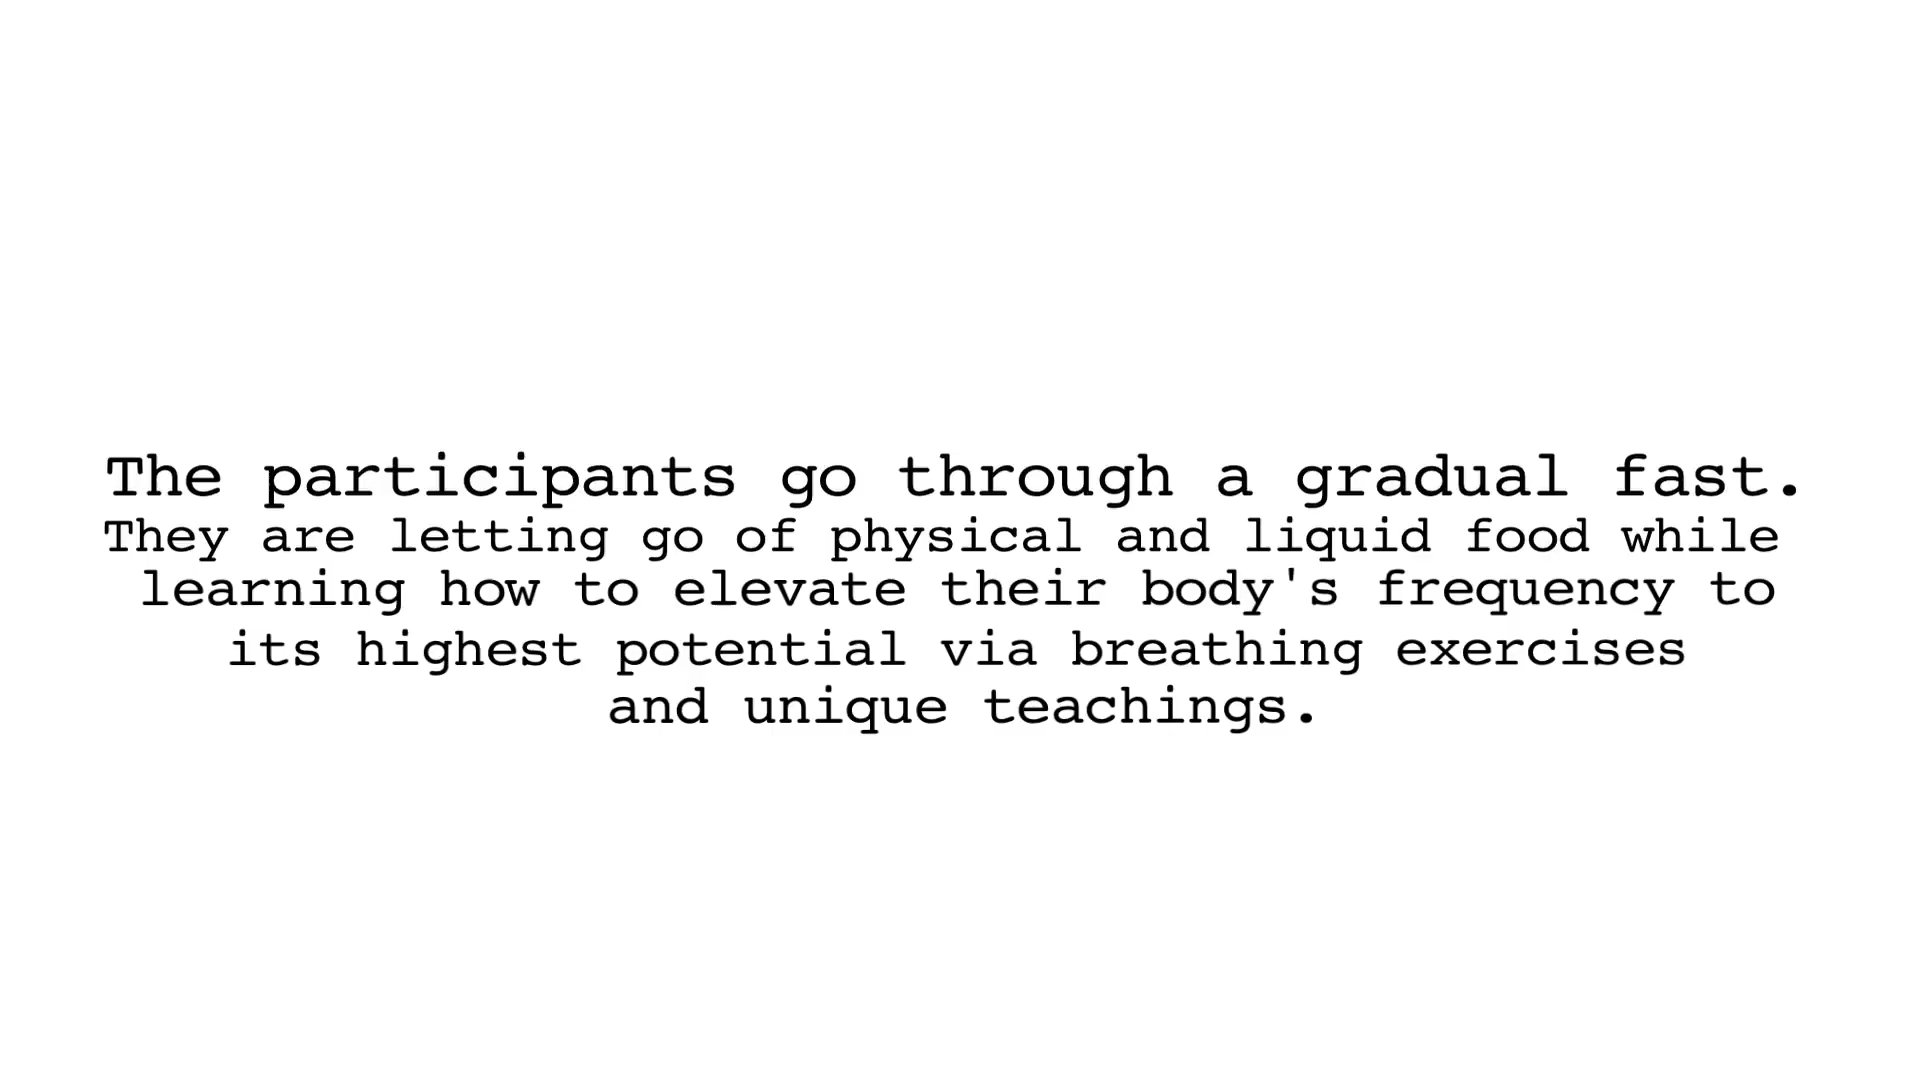 The participants go through a gradual fast.
They are letting go of physical and liquid food while
learning how to elevate their body's frequency to
its highest potential via breathing exercises
and unique teachings.